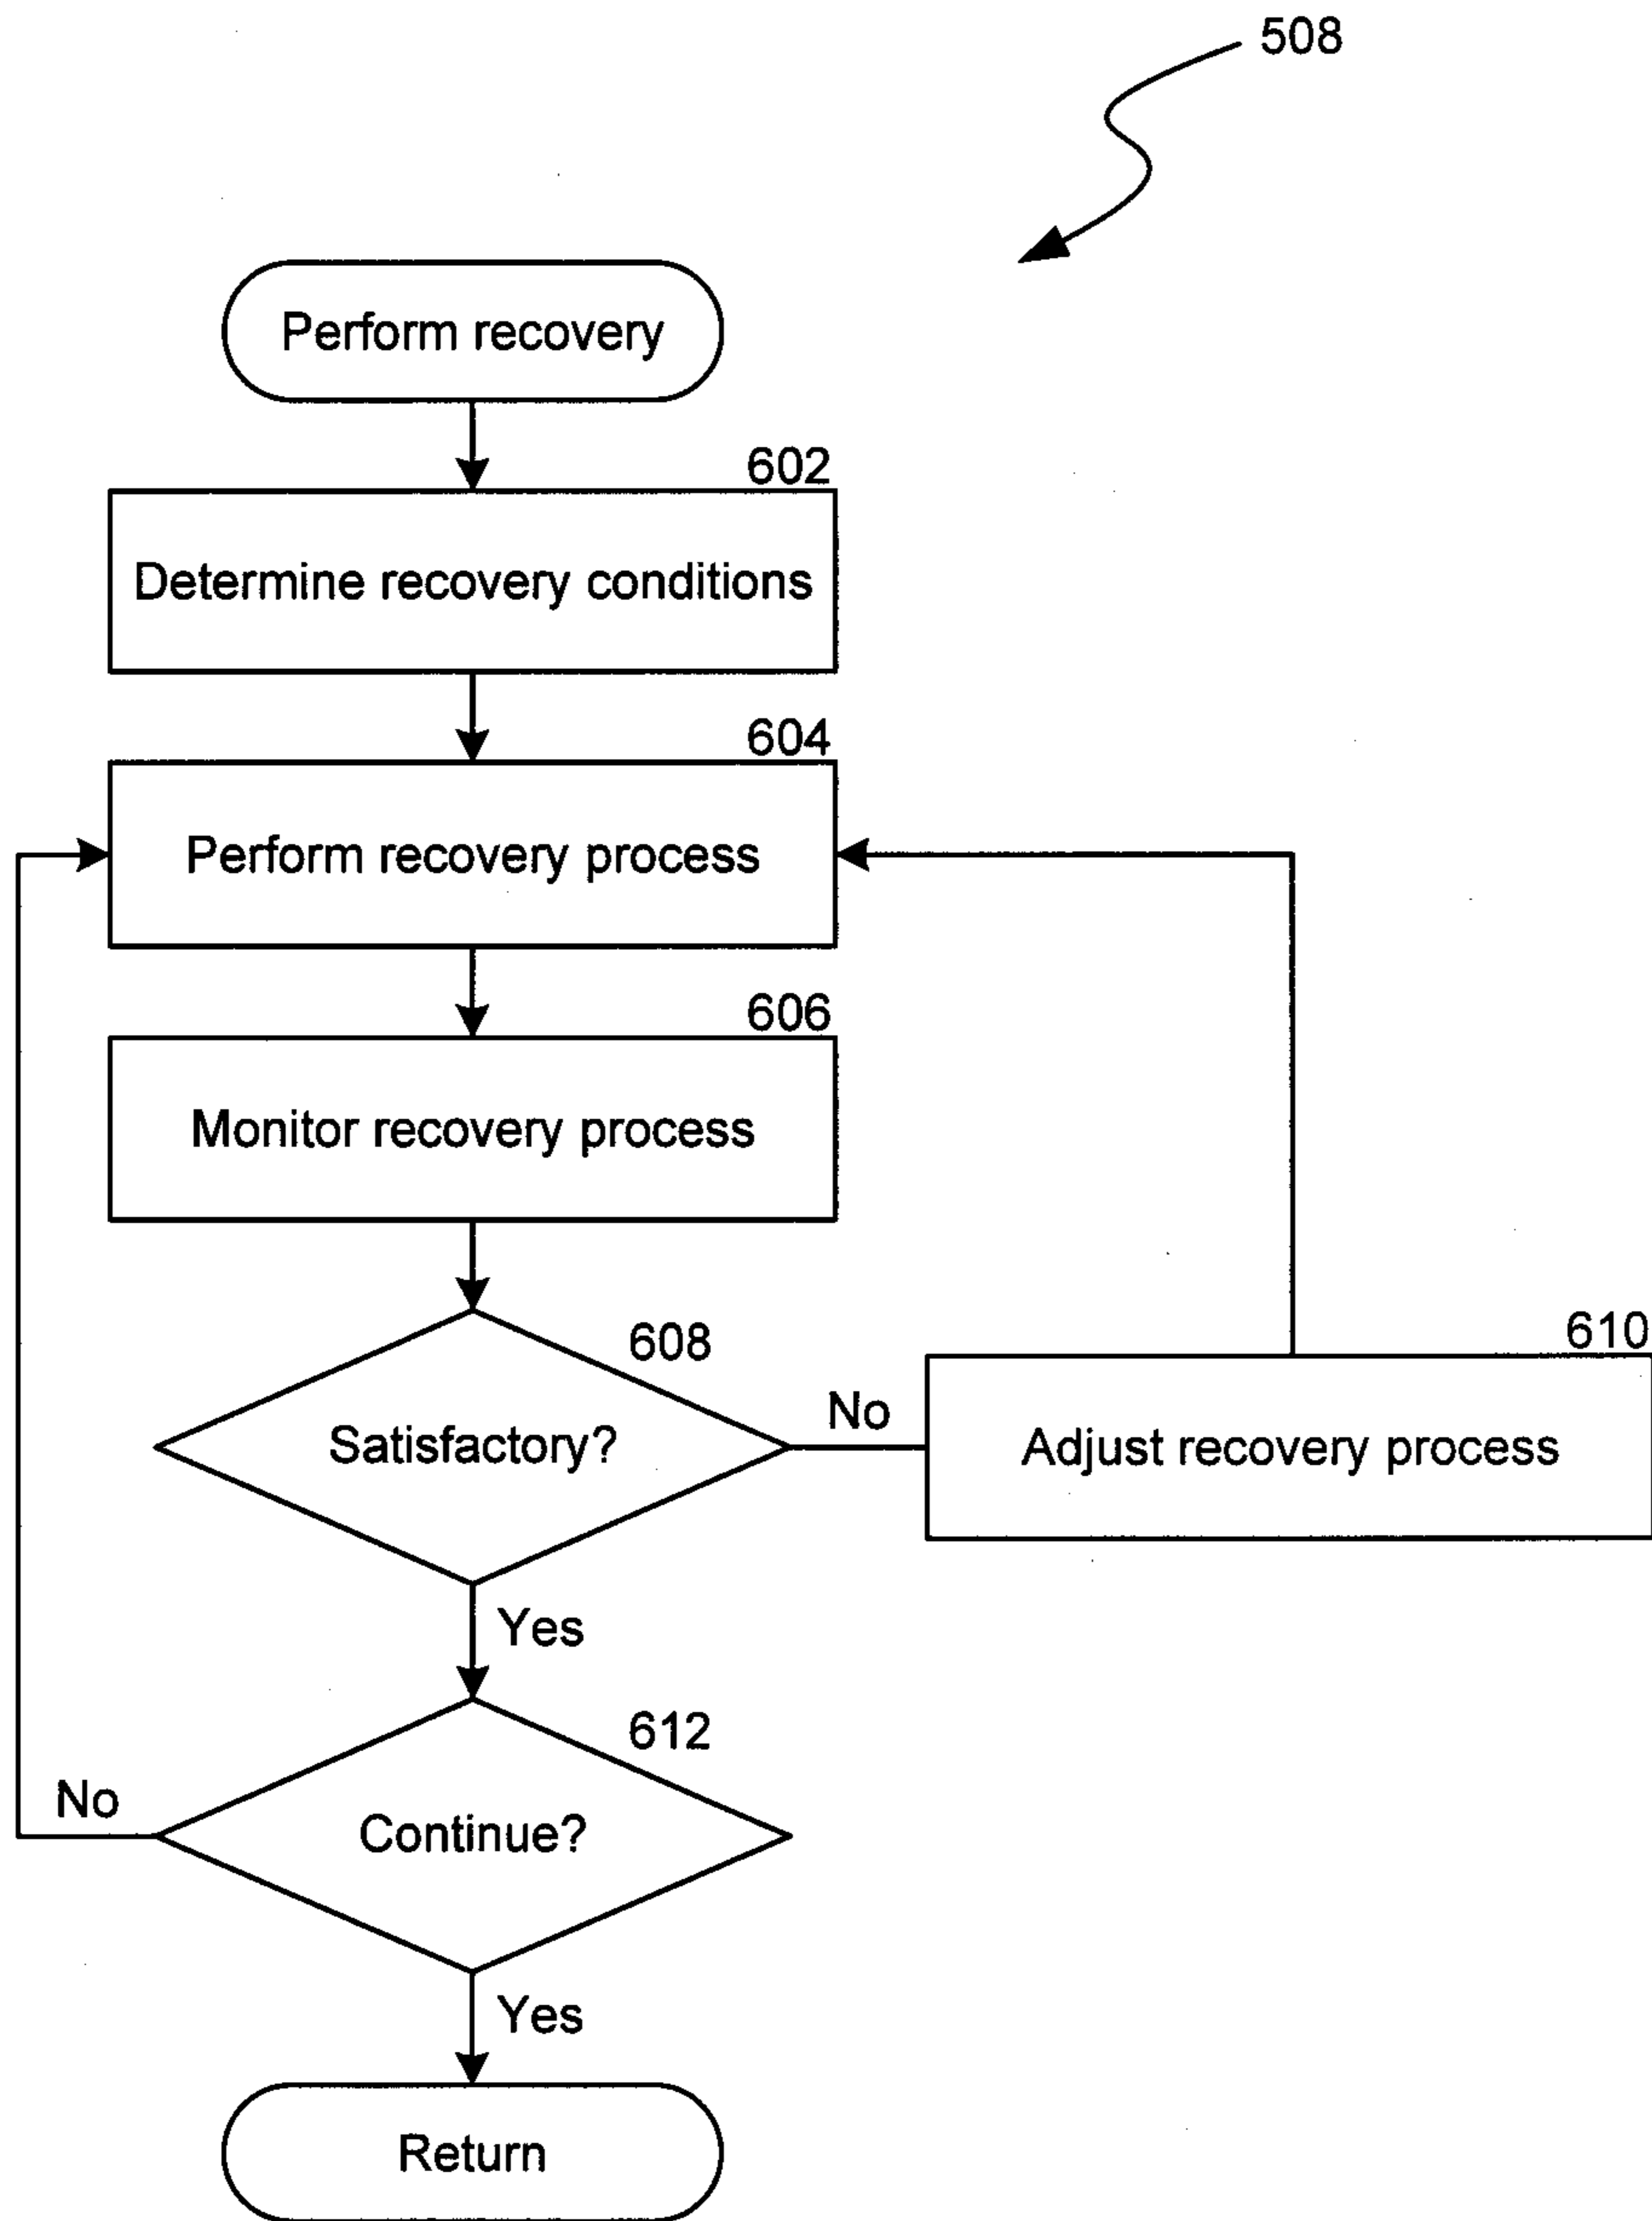 508
Perform recovery
602
Determine recovery conditions
604
Perform recovery process
606
Monitor recovery process
608
Satisfactory?
No
610
Adjust recovery process
Yes
612
Continue?
No
Yes
Return